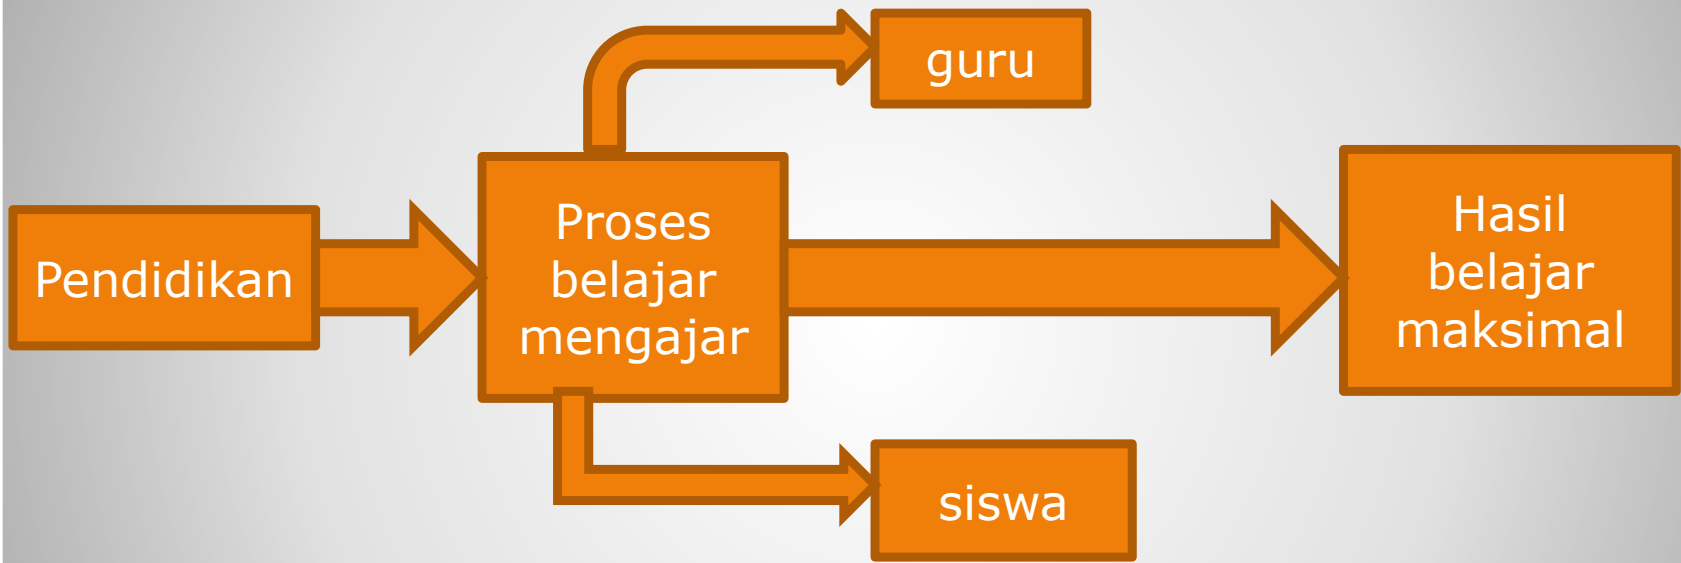 guru
Pendidikan
Proses
belajar
mengajar
Hasil
belajar
maksimal
siswa